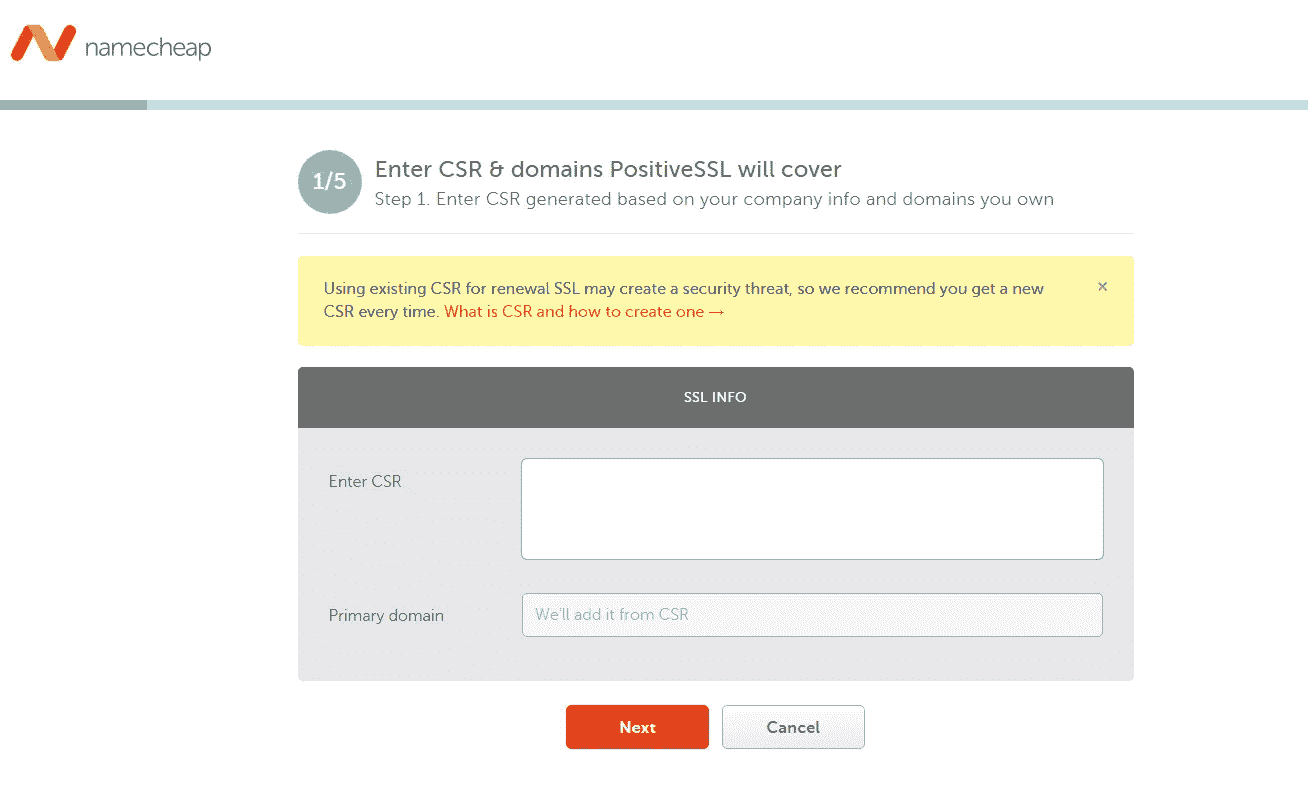 namecheap
1/5
Enter CSR & domains PositiveSSL will cover
Step 1. Enter CSR generated based on your company info and domains you own
Using existing CSR for renewal SSL may create a security threat, so we recommend you get a new
CSR every time. What is CSR and how to create one →
×
SSL INFO
Enter CSR
Primary domain
We'll add it from CSR
Next
Cancel